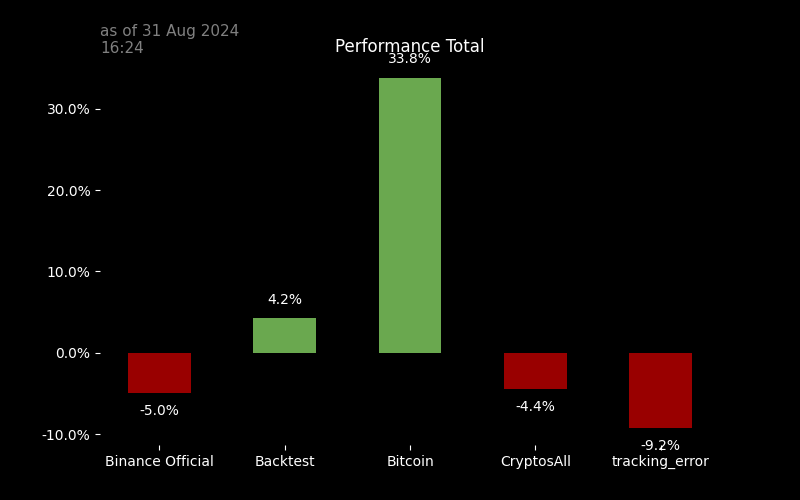 as of 31 Aug 2024
16:24
Performance Total
33.8%
30.0%
20.0%
10.0%
4.2%
0.0%
-5.0%
-4.4%
-10.0%
-9.2%
Binance Official
Backtest
Bitcoin
CryptosAll
tracking_error